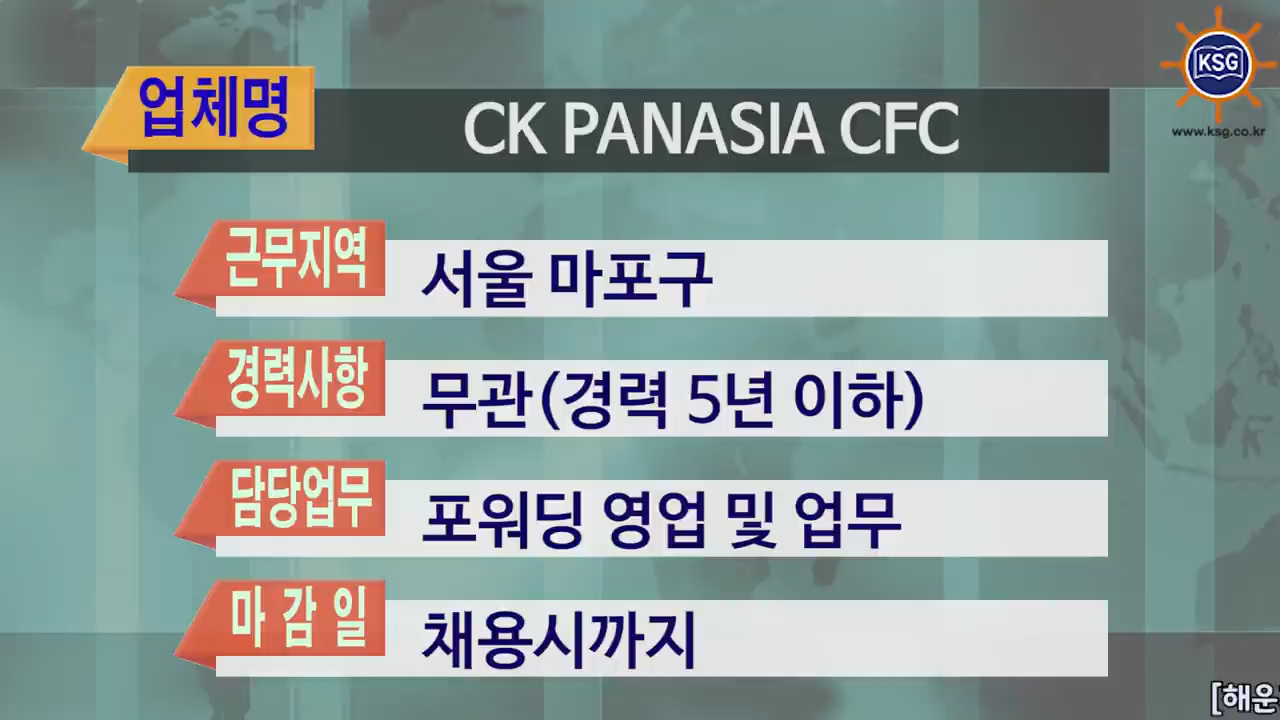 KSG
www.ksg.co.kr
업체명
CK PANASIA CFC
근무지역
서울 마포구
경력사항
무관(경력 5년 이하)
담당업무
포워딩 영업 및 업무
마 감 일
채용시까지
[해운